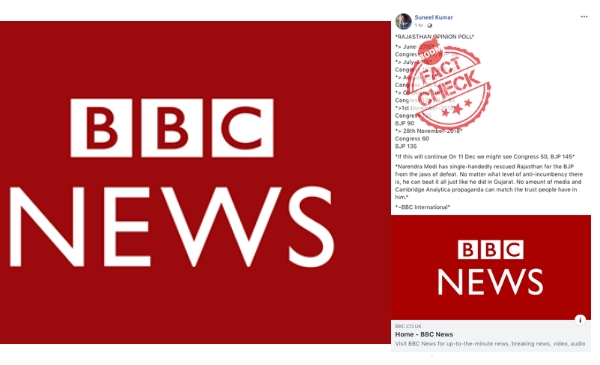 BBC
NEWS
Suneel Kumar
*RAJASTHAN OPINION POLL*
*> June-
Congress
*> July-
*>
*>
*>1st
Congress
BJP 90
*> 28th November-2018*
Congress 60
BJP 135
*If this will continue On 11 Dec we might see Congress 50, BJP 145*
*Narendra Modi has single-handedly rescued Rajasthan for the BJP
from the jaws of defeat. No matter what level of anti-incumbency there
is, he can beat it all just like he did in Gujarat. No amount of media and
Cambridge Analytica propaganda can match the trust people have in
him.*
*~BBC International*
FACT
CHECK
BBC
NEWS
BBC.CO.UK
Home - BBC News
Visit BBC News for up-to-the-minute news, breaking news, video, audio